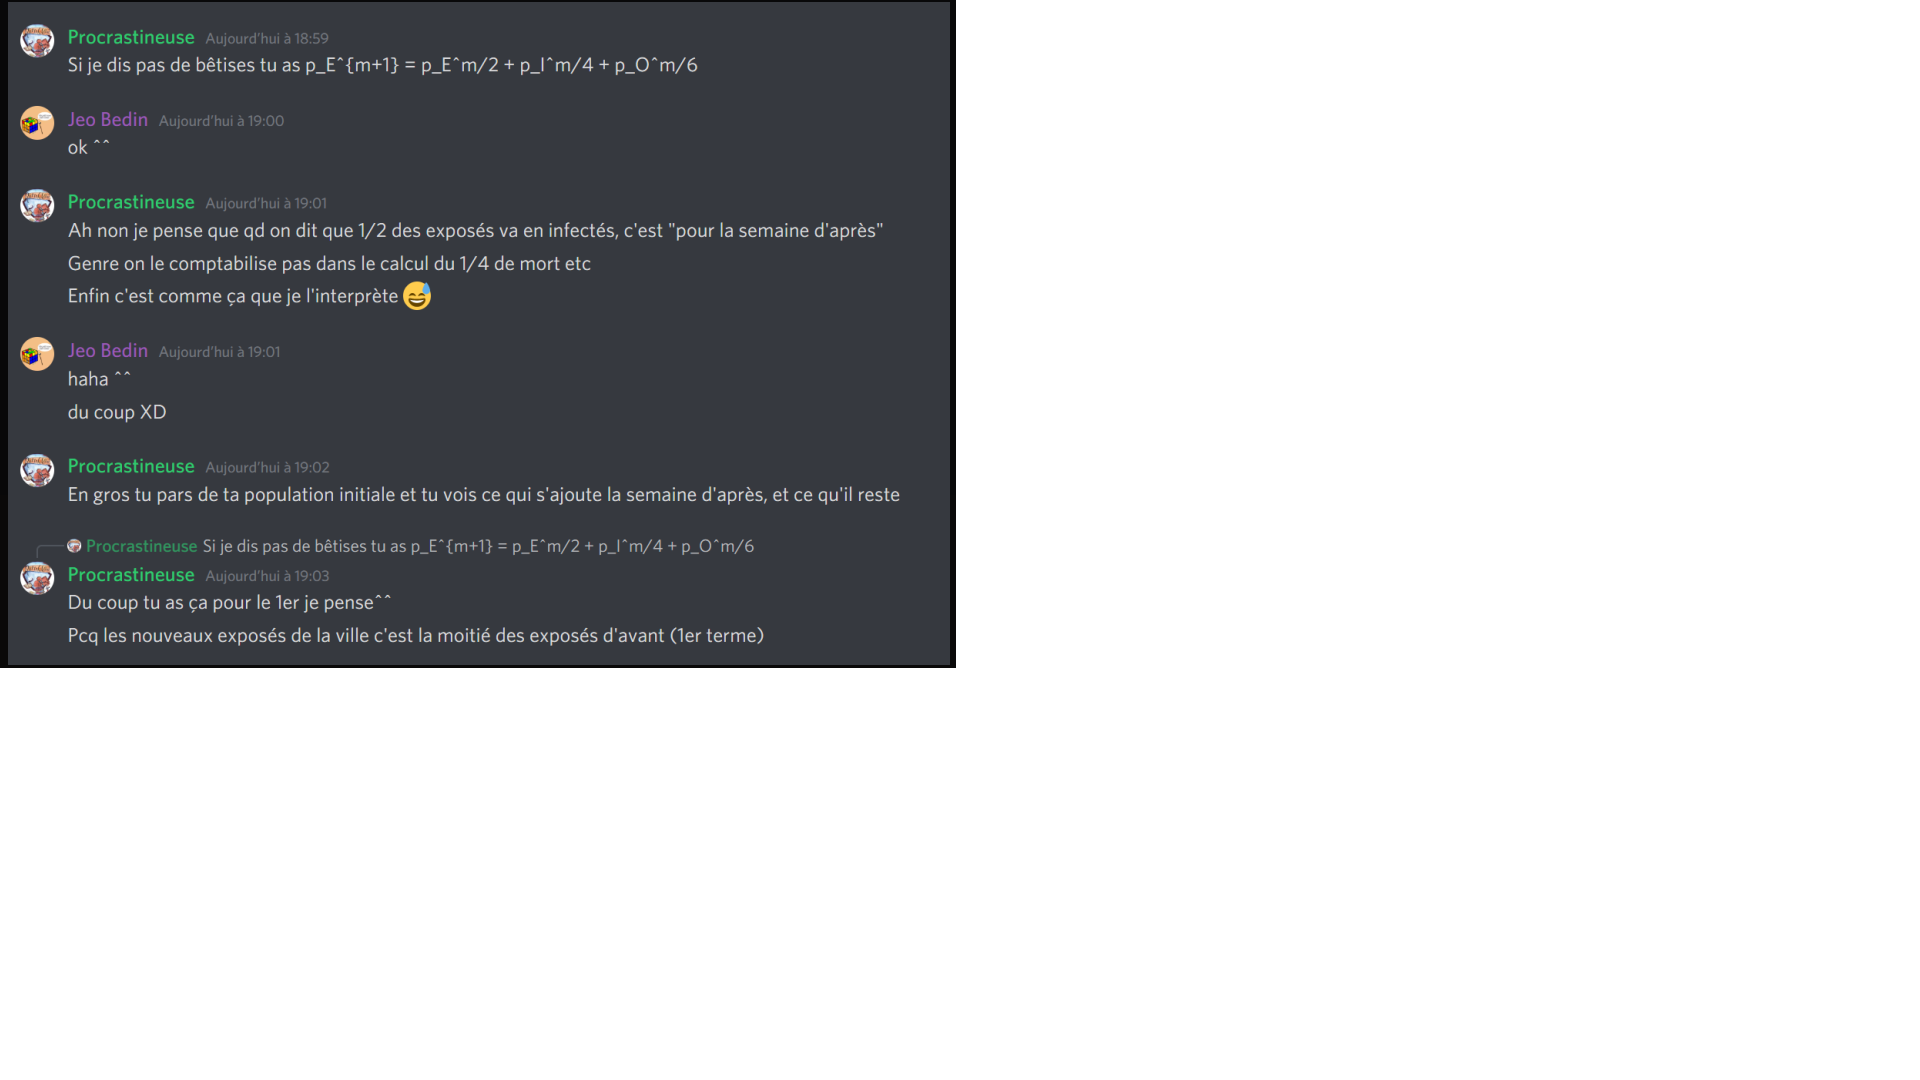 Procrastineuse Aujourd'hui à 18:59
Si je dis pas de bêtises tu as p_E^{m+1} = p_E^m/2 + p_I^m/4 + p_O^m/6
Jeo Bedin Aujourd'hui à 19:00
ok ^^
Procrastineuse Aujourd'hui à 19:01
Ah non je pense que qd on dit que 1/2 des exposés va en infectés, c'est "pour la semaine d'après"
Genre on le comptabilise pas dans le calcul du 1/4 de mort etc
Enfin c'est comme ça que je l'interprète
Jeo Bedin Aujourd'hui à 19:01
haha ^^
du coup XD
Procrastineuse Aujourd'hui à 19:02
En gros tu pars de ta population initiale et tu vois ce qui s'ajoute la semaine d'après, et ce qu'il reste
Procrastineuse Si je dis pas de bêtises tu as p_E^{m+1} = p_E^m/2 + p_I^m/4 + p_O^m/6
Procrastineuse Aujourd'hui à 19:03
Du coup tu as ça pour le 1er je pense^^
Pcq les nouveaux exposés de la ville c'est la moitié des exposés d'avant (1er terme)